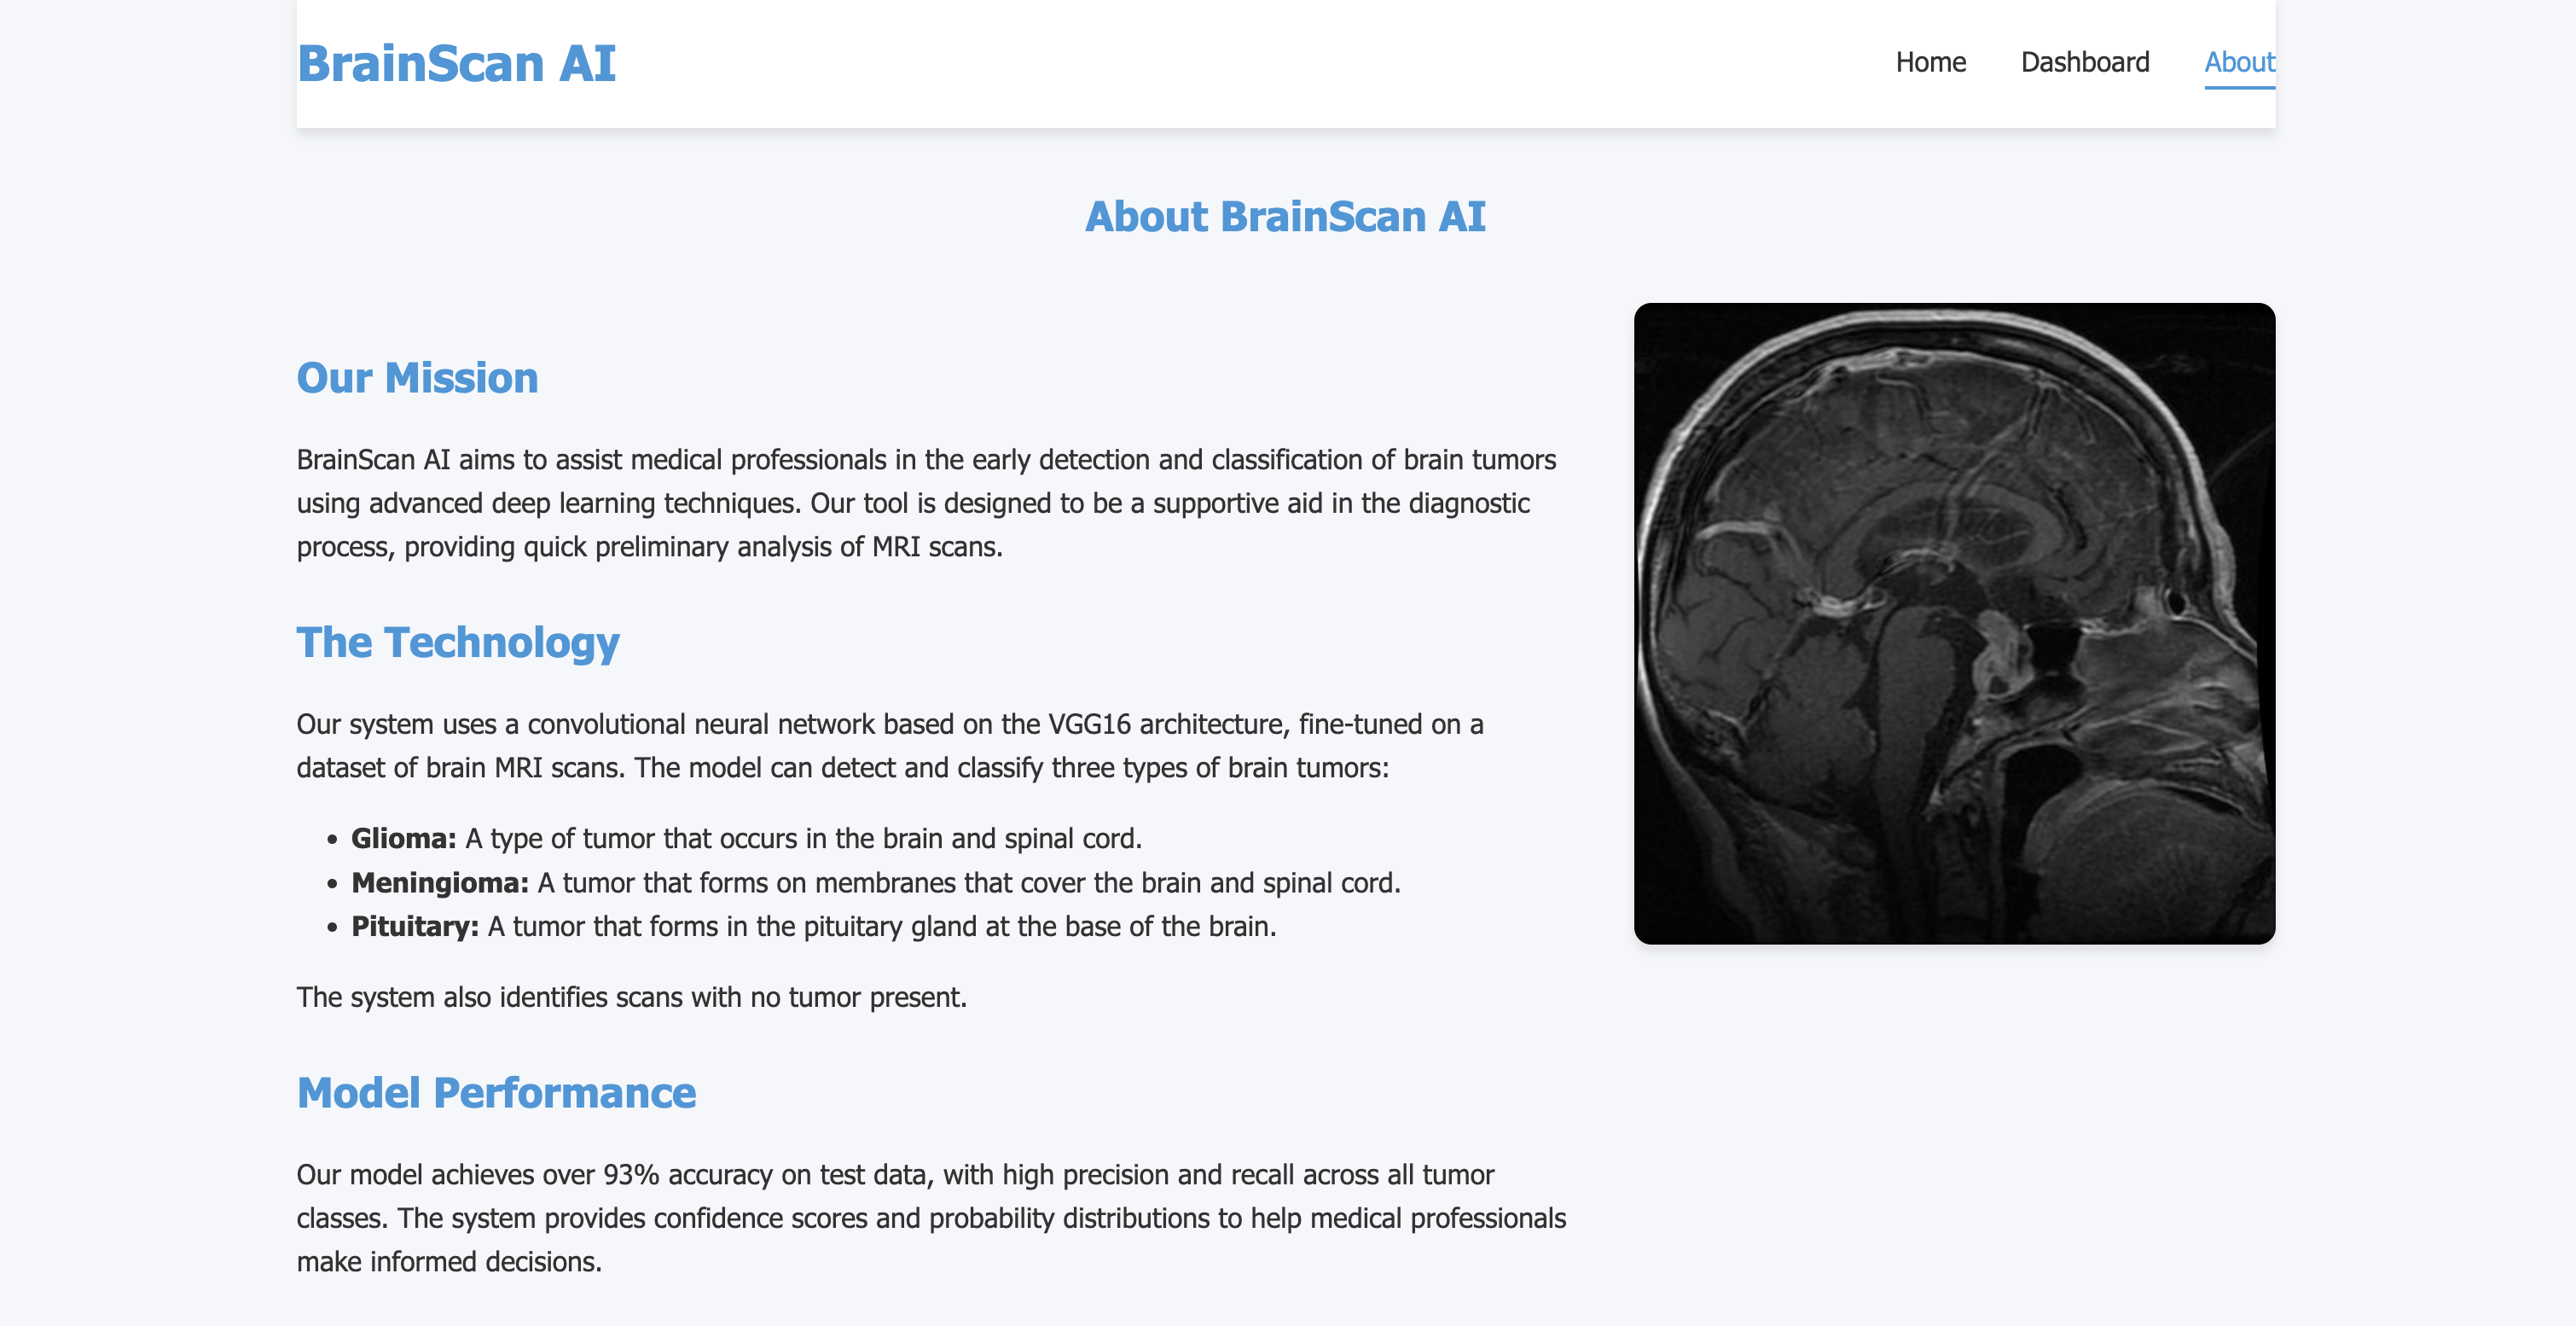 BrainScan AI
Home
Dashboard
About
About BrainScan AI
Our Mission
BrainScan AI aims to assist medical professionals in the early detection and classification of brain tumors
using advanced deep learning techniques. Our tool is designed to be a supportive aid in the diagnostic
process, providing quick preliminary analysis of MRI scans.
The Technology
Our system uses a convolutional neural network based on the VGG16 architecture, fine-tuned on a
dataset of brain MRI scans. The model can detect and classify three types of brain tumors:
• Glioma: A type of tumor that occurs in the brain and spinal cord.
• Meningioma: A tumor that forms on membranes that cover the brain and spinal cord.
• Pituitary: A tumor that forms in the pituitary gland at the base of the brain.
The system also identifies scans with no tumor present.
Model Performance
Our model achieves over 93% accuracy on test data, with high precision and recall across all tumor
classes. The system provides confidence scores and probability distributions to help medical professionals
make informed decisions.